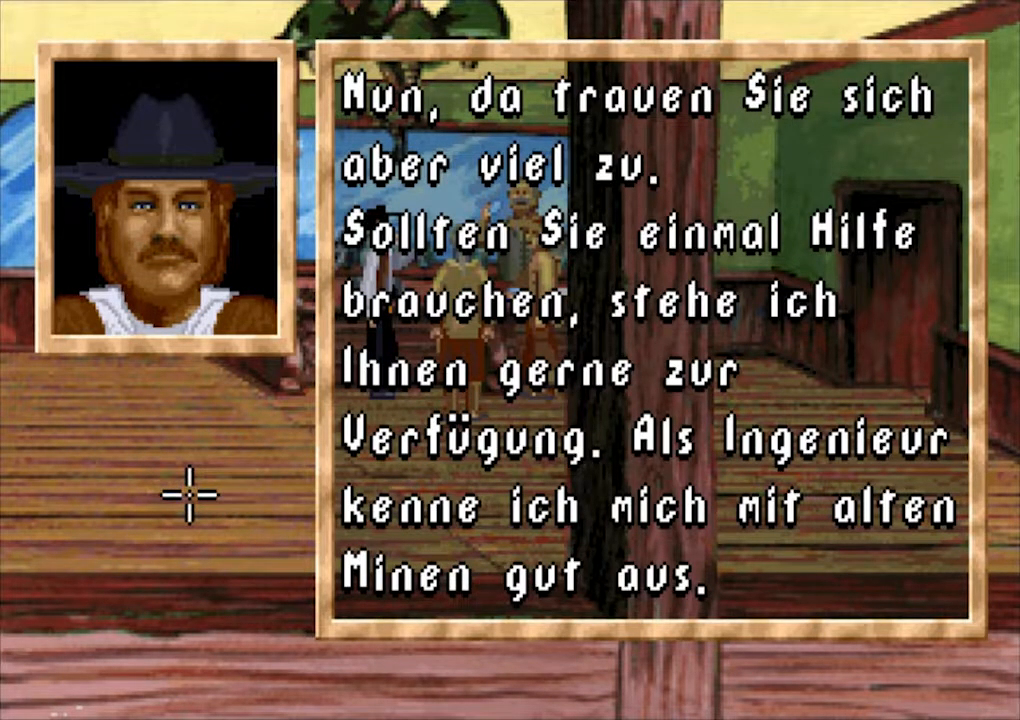 Nun, da trauen Sie sich
aber viel zu.
Sollten Sie einmal Hilfe
brauchen, stehe ich
Ihnen gerne zur
Verfügung. Als Ingenieur
kenne ich mich mit alten
Minen gut aus.